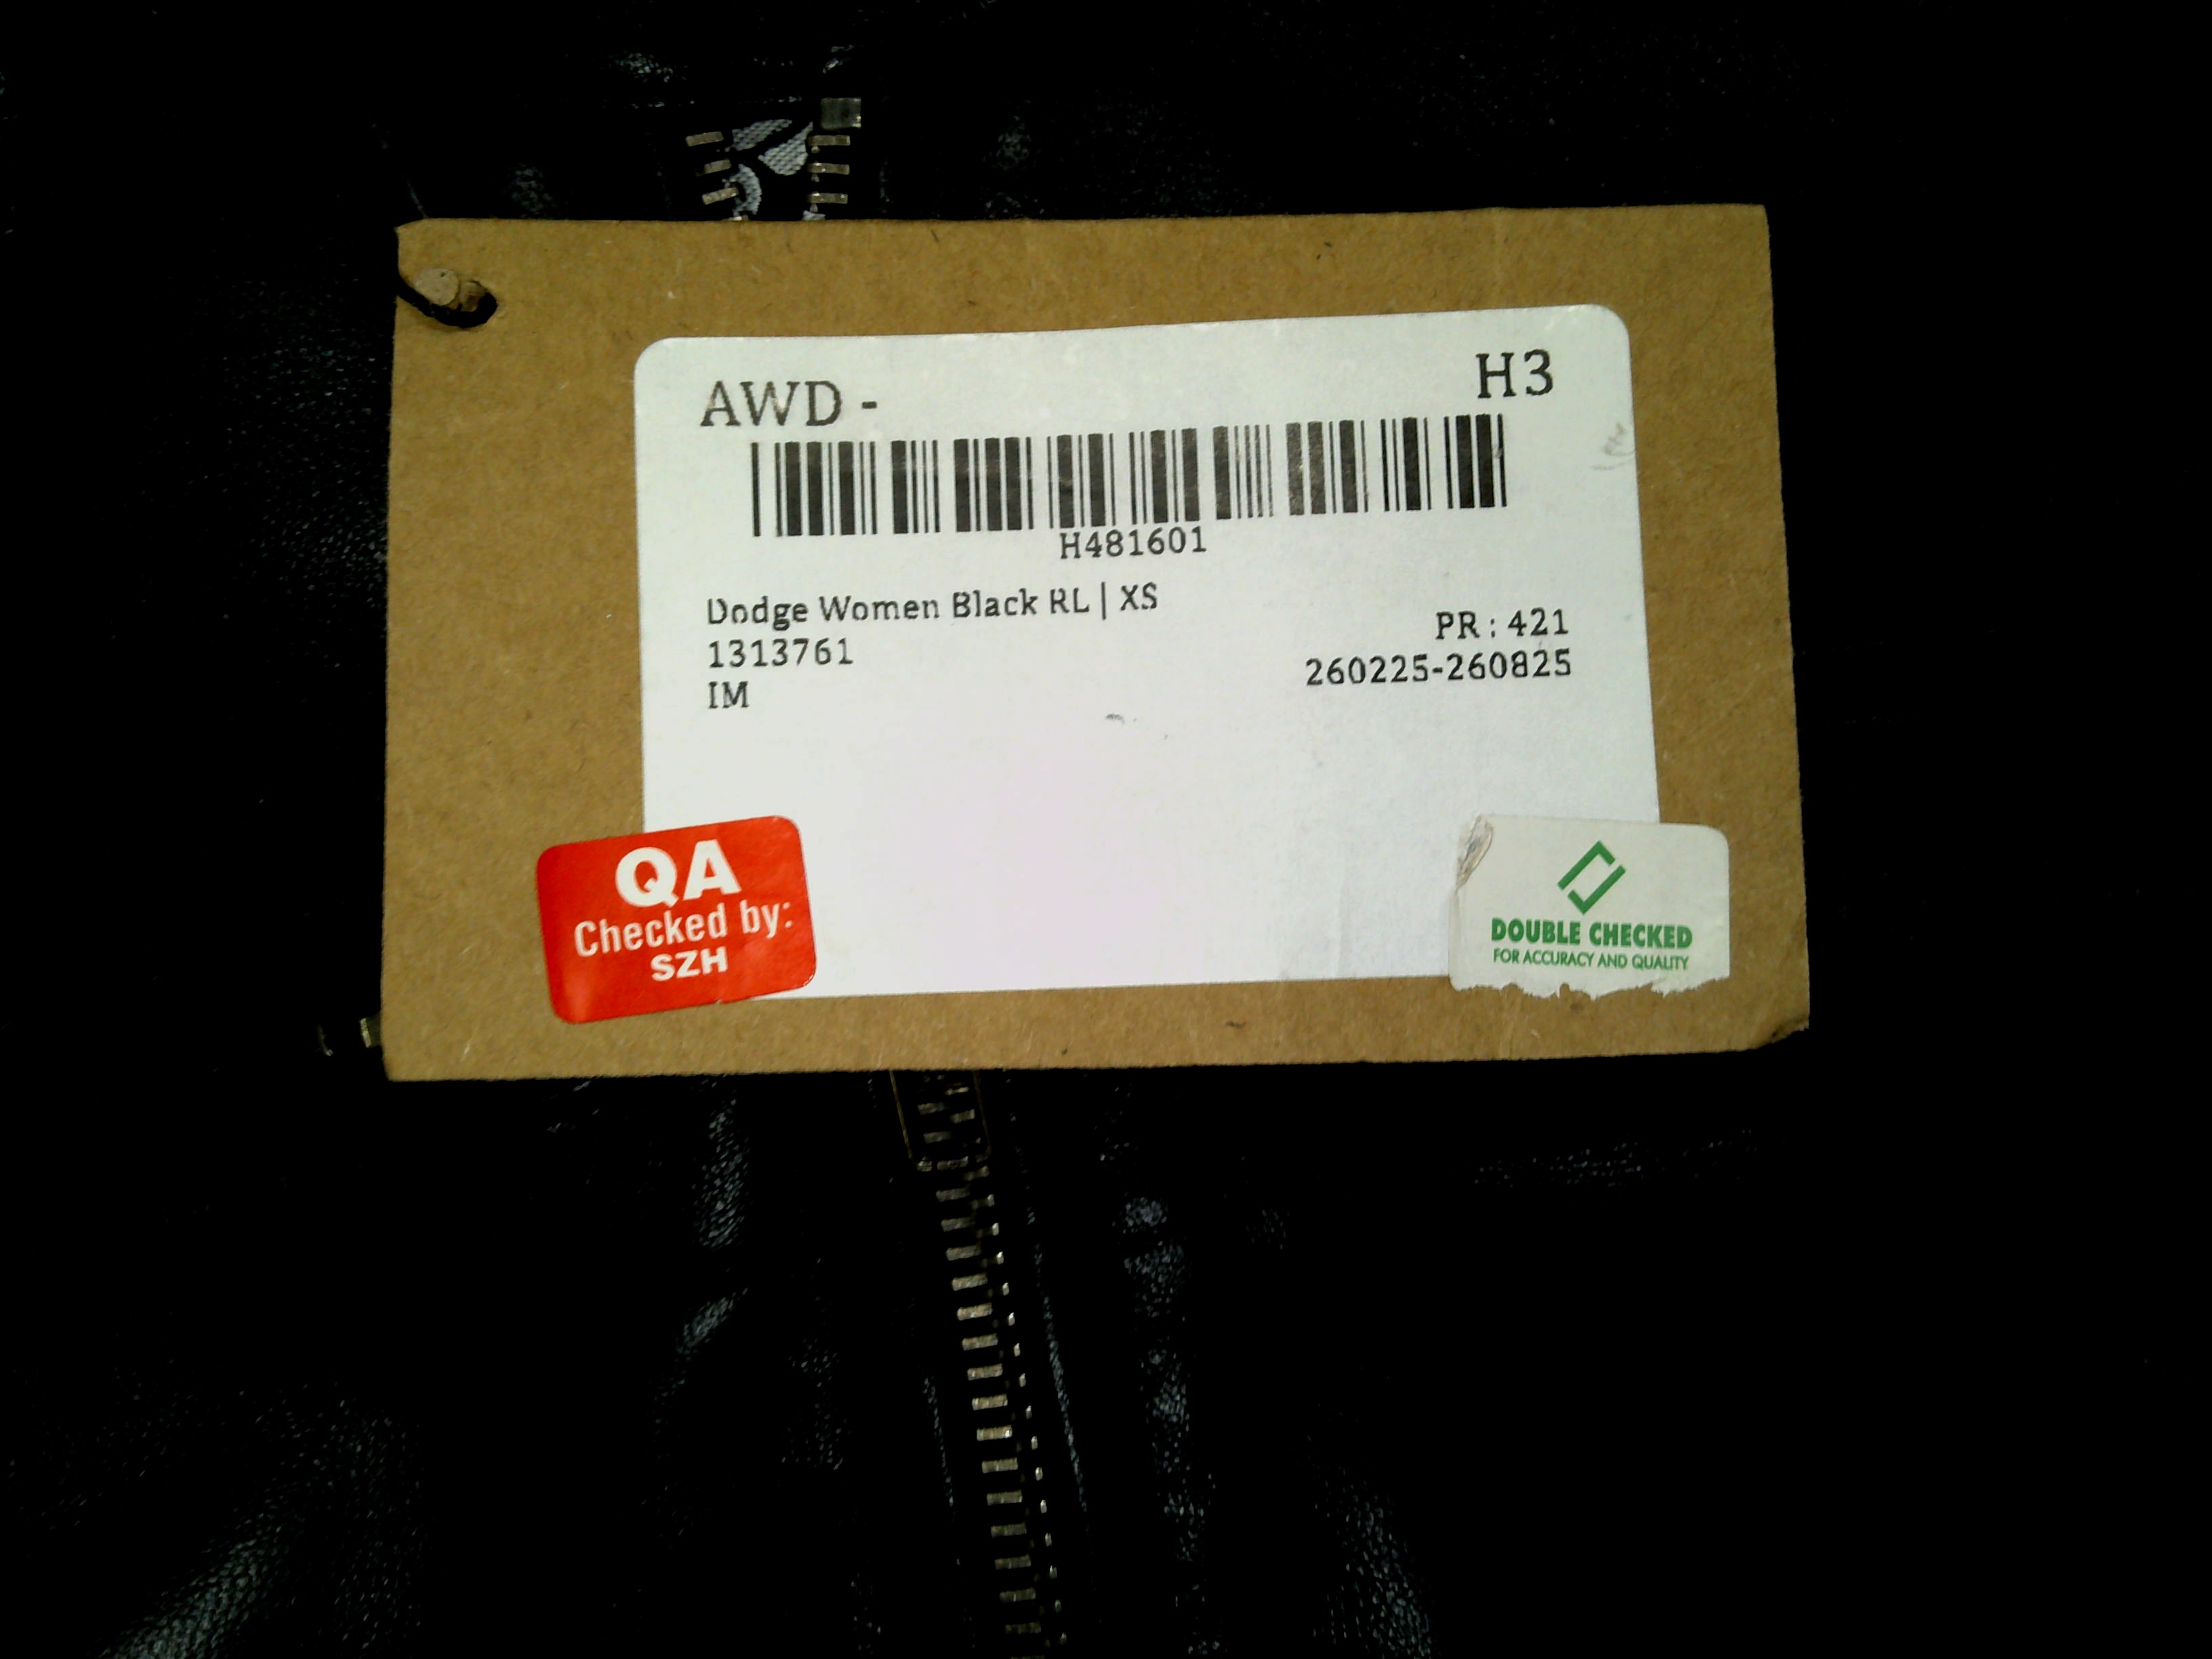 AWD - H3
H481601
Dodge Women Black RL | XS
1313761
PR : 421
IM
260225-260825
QA
Checked by:
SZH
DOUBLE CHECKED
FOR ACCURACY AND QUALITY